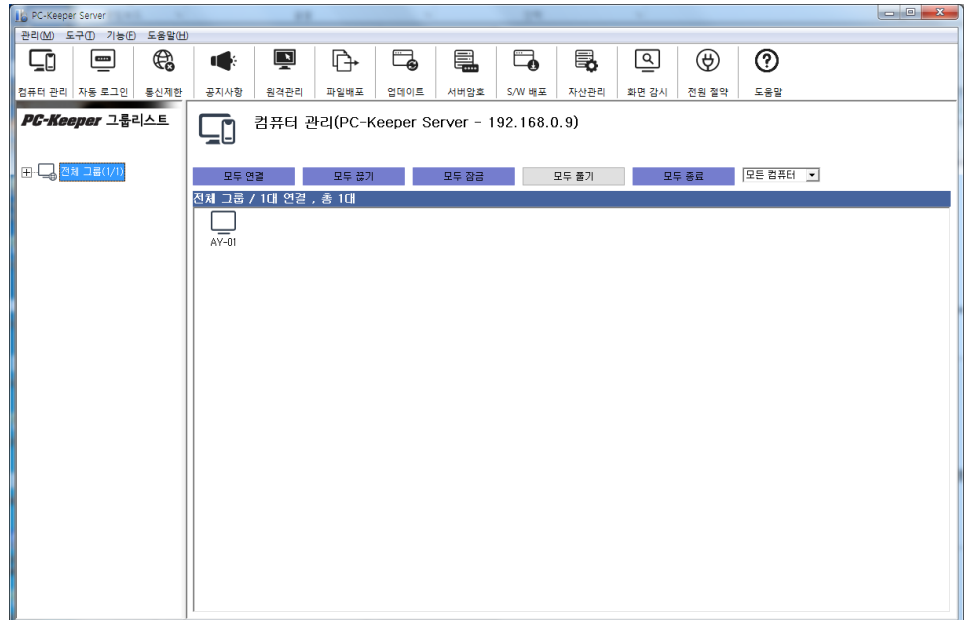 PC-Keeper Server
관리(M) 도구(T) 기능(F) 도움말(H)
컴퓨터 관리 자동 로그인 통신제한 공지사항 원격관리 파일배포 업데이트 서버암호 S/W 배포 자산관리 화면 감시 전원 절약 도움말
PC-Keeper 그룹리스트
컴퓨터 관리(PC-Keeper Server - 192.168.0.9)
전체 그룹(1/1)
모두 연결 모두 끊기 모두 잠금 모두 풀기 모두 종료 모든 컴퓨터
전체 그룹 / 1대 연결 , 총 1대
AY-01